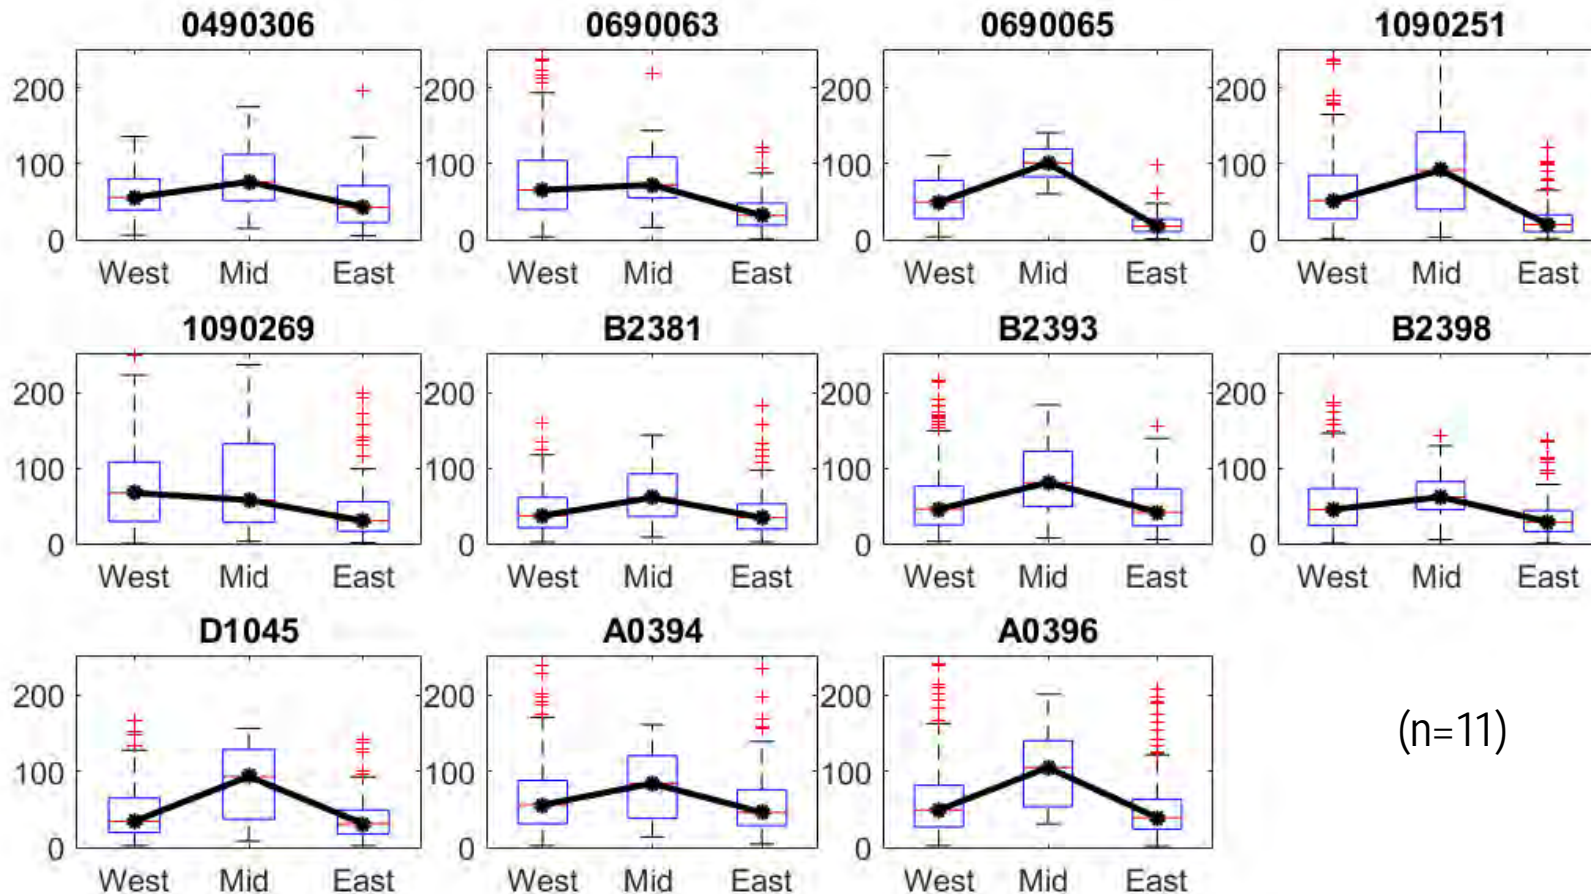 0490306 0690063 0690065 1090251
200 200 200 200
100 100 100 100
0 0 0 0
West Mid East West Mid East West Mid East West Mid East
1090269 B2381 B2393 B2398
200 200 200 200
100 100 100 100
0 0 0 0
West Mid East West Mid East West Mid East West Mid East
D1045 A0394 A0396
200 200 200
(n=11)
100 100 100
0 0 0
West Mid East West Mid East West Mid East